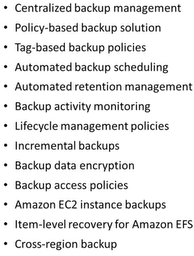 • Centralized backup management
• Policy-based backup solution
• Tag-based backup policies
• Automated backup scheduling
• Automated retention management
• Backup activity monitoring
• Lifecycle management policies
• Incremental backups
• Backup data encryption
• Backup access policies
• Amazon EC2 instance backups
• Item-level recovery for Amazon EFS
• Cross-region backup